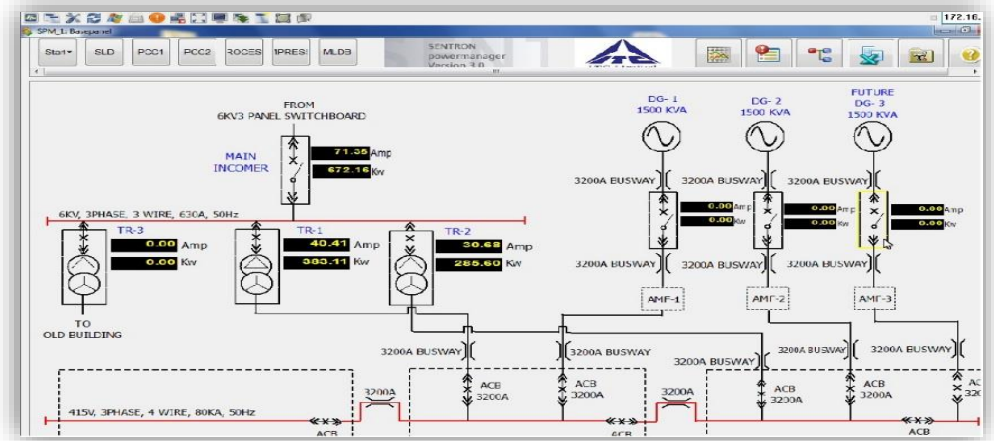 172.16.
SPM_1: Basepanel
Start
SLD
PCC1
PCC2
ROCES
IPRESI
MLDB
SENTRON
powermanager
Version 3.0
FROM
6KV3 PANEL SWITCHBOARD
MAIN
INCOMER
71.35 Amp
672.16 Kw
DG- 1
1500 KVA
DG- 2
1500 KVA
FUTURE
DG- 3
1500 KVA
3200A BUSWAY
3200A BUSWAY
3200A BUSWAY
0.00 Amp
0.00 Kw
0.00 Amp
0.00 Kw
0.00 Amp
0.00 Kw
6KV, 3PHASE, 3 WIRE, 630A, 50Hz
TR-3
0.00 Amp
0.00 Kw
TR-1
40.41 Amp
383.11 Kw
TR-2
30.68 Amp
285.60 Kw
3200A BUSWAY
3200A BUSWAY
3200A BUSWAY
AMF-1
AMF-2
AMF-3
TO
OLD BUILDING
3200A BUSWAY
3200A BUSWAY
3200A BUSWAY
3200A BUSWAY
3200A BUSWAY
3200A
ACB
3200A
ACB
3200A
3200A
ACB
3200A
ACB
3200A
AC
320
415V, 3PHASE, 4 WIRE, 80KA, 50Hz
ACB
ACB
ACB